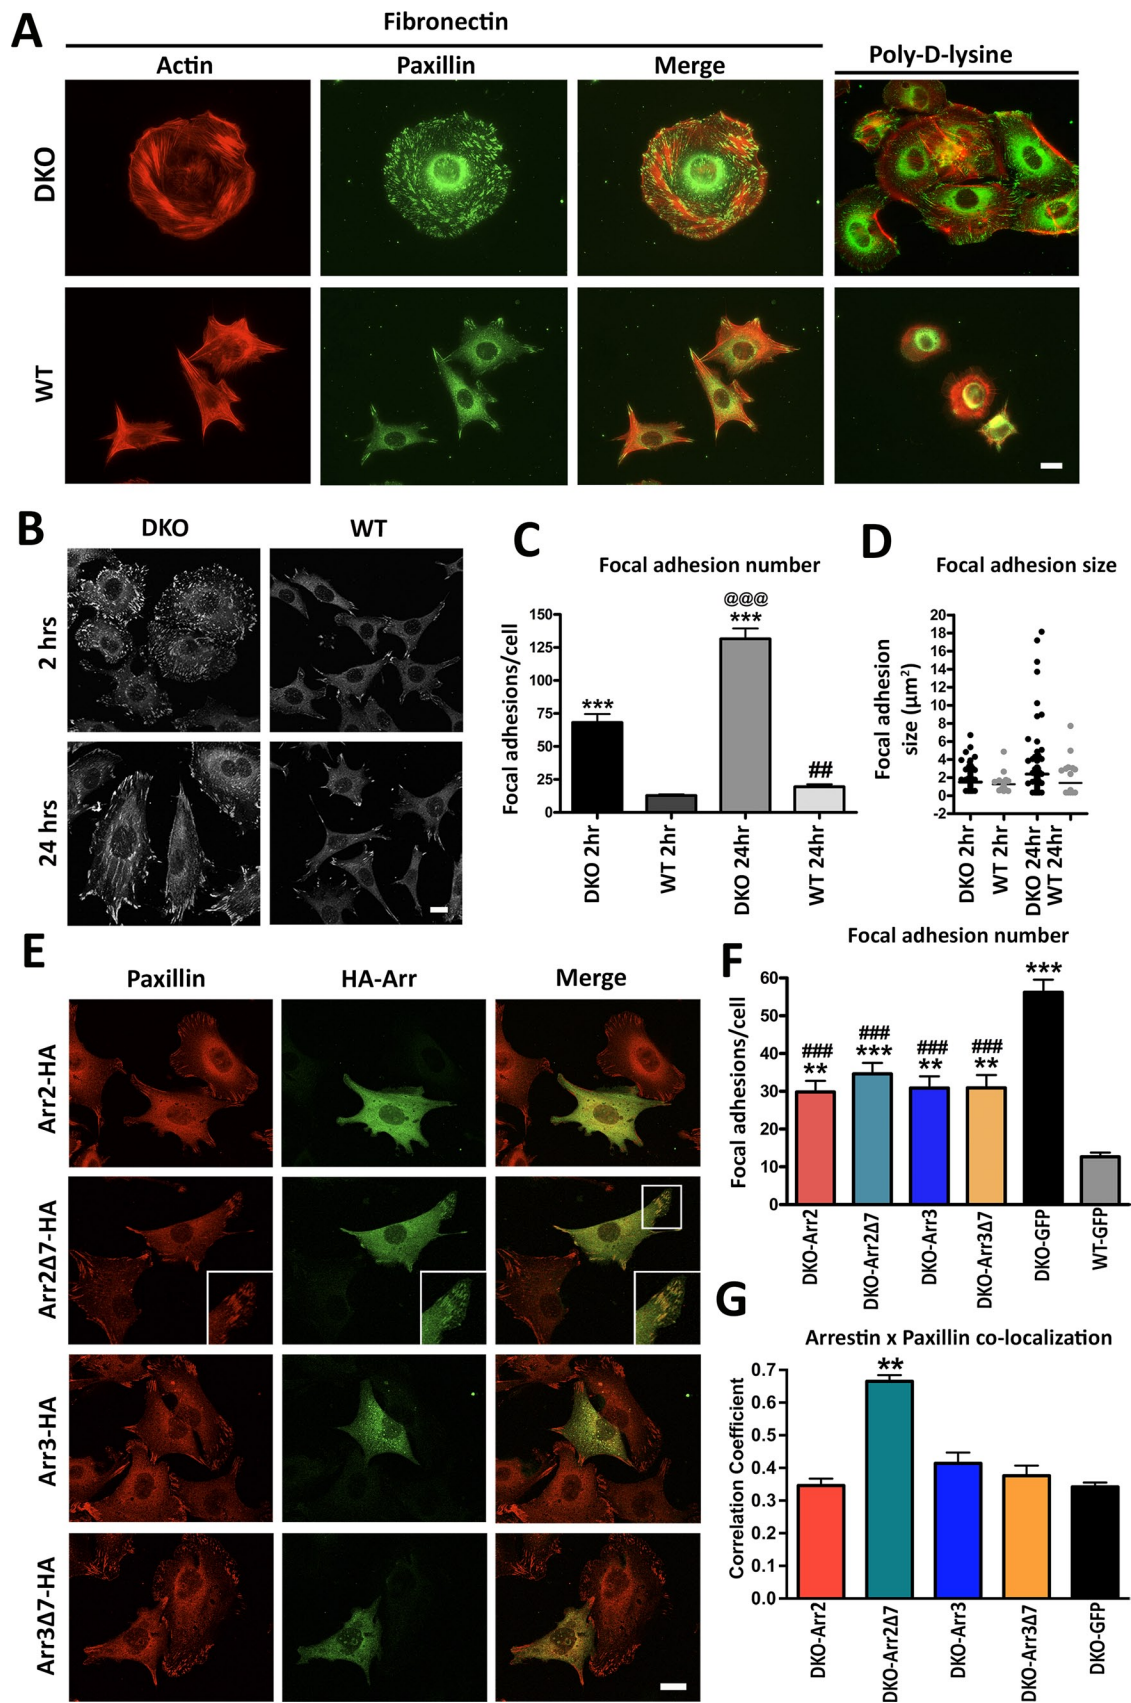 A
Fibronectin
Actin
Paxillin
Merge
Poly-D-lysine
DKO
WT
B
DKO
WT
2 hrs
24 hrs
C
Focal adhesion number
Focal adhesions/cell
150
125
100
75
50
25
0
***
@@@
***
##
DKO 2hr
WT 2hr
DKO 24hr
WT 24hr
D
Focal adhesion size
Focal adhesion
size (µm²)
20
18
16
14
12
10
8
6
4
2
0
-2
DKO 2hr
WT 2hr
DKO 24hr
WT 24hr
E
Paxillin
HA-Arr
Merge
Arr2-HA
Arr2Δ7-HA
Arr3-HA
Arr3Δ7-HA
F
Focal adhesion number
Focal adhesions/cell
60
50
40
30
20
10
0
###
**
###
***
###
**
###
**
***
DKO-Arr2
DKO-Arr2Δ7
DKO-Arr3
DKO-Arr3Δ7
DKO-GFP
WT-GFP
G
Arrestin x Paxillin co-localization
Correlation Coefficient
0.7
0.6
0.5
0.4
0.3
0.2
0.1
0.0
**
DKO-Arr2
DKO-Arr2Δ7
DKO-Arr3
DKO-Arr3Δ7
DKO-GFP